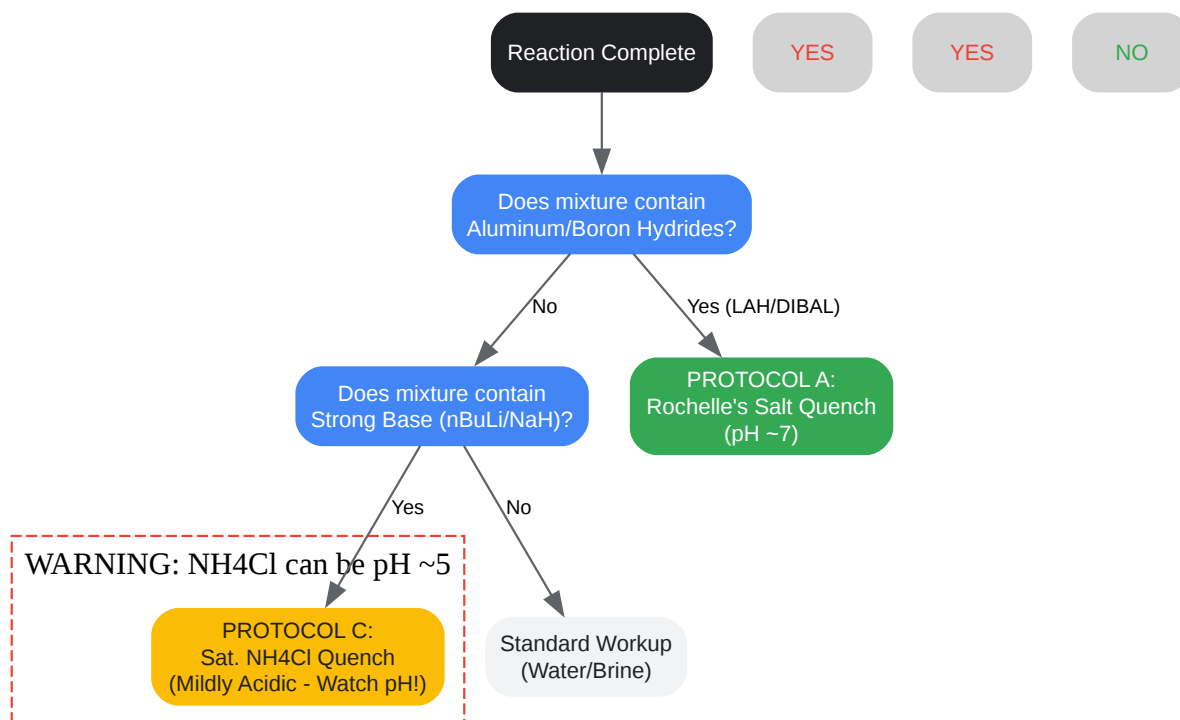 Reaction Complete
YES
YES
NO
Does mixture contain
Aluminum/Boron Hydrides?
No
Yes (LAH/DIBAL)
Does mixture contain
Strong Base (nBuLi/NaH)?
PROTOCOL A:
Rochelle's Salt Quench
(pH ~7)
Yes
No
WARNING: NH4Cl can be pH ~5
PROTOCOL C:
Sat. NH4Cl Quench
(Mildly Acidic - Watch pH!)
Standard Workup
(Water/Brine)